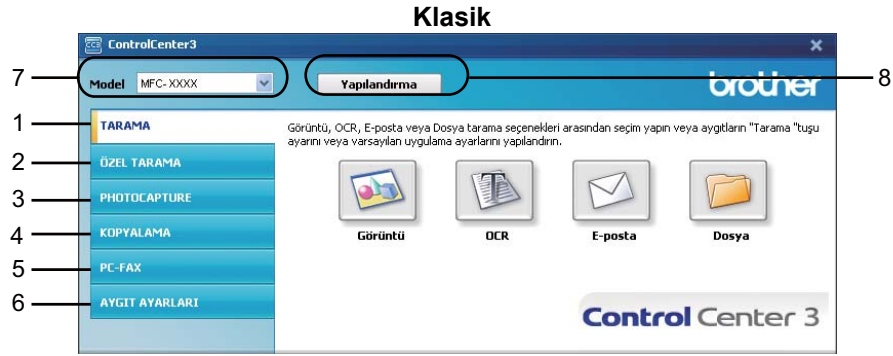 Klasik
ControlCenter3
7
Model MFC-XXXX
Yapılandırma
8
brother
1
TARAMA
Görüntü, OCR, E-posta veya Dosya tarama seçenekleri arasından seçim yapın veya aygıtların "Tarama "tuşu
ayarını veya varsayılan uygulama ayarlarını yapılandırın.
2
ÖZEL TARAMA
3
PHOTOCAPTURE
4
KOPYALAMA
Görüntü
OCR
E-posta
Dosya
5
PC-FAX
6
AYGIT AYARLARI
Control Center 3